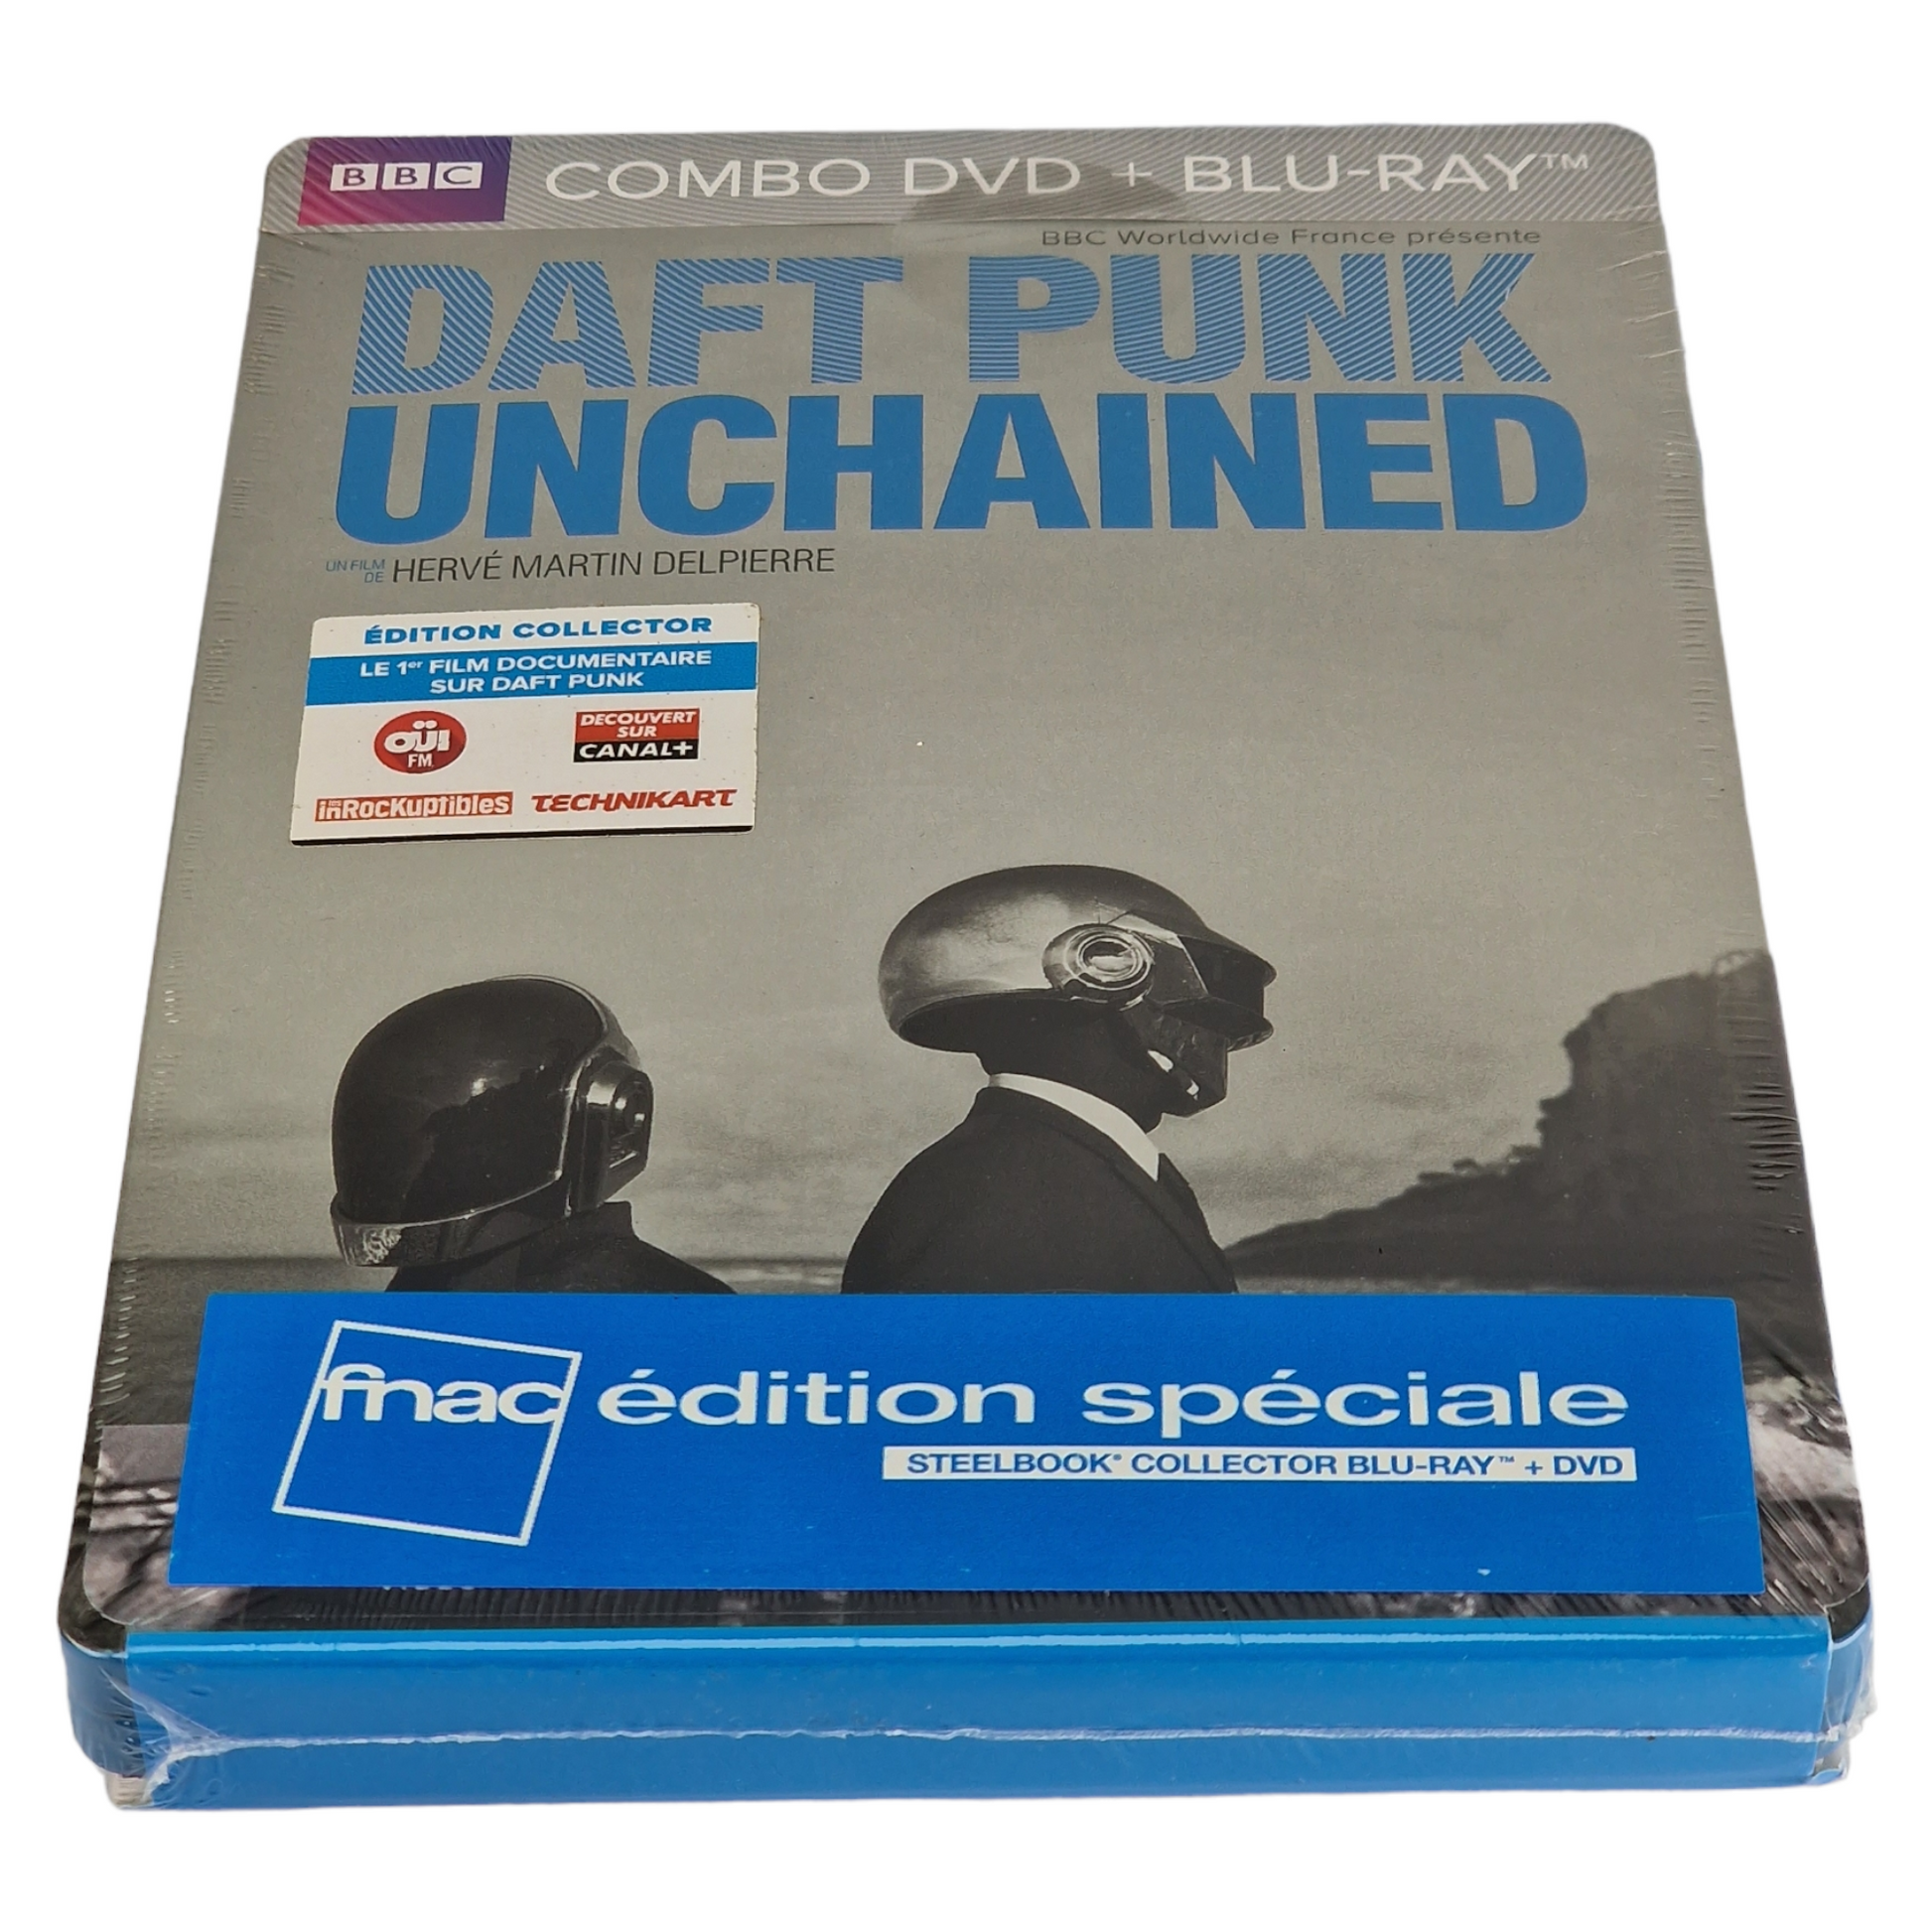 BBC COMBO DVD + BLU-RAY™
BBC Worldwide France présente
DAFT PUNK
UNCHAINED
UN FILM DE HERVÉ MARTIN DELPIERRE
ÉDITION COLLECTOR
LE 1er FILM DOCUMENTAIRE
SUR DAFT PUNK
OÜI FM
DECOUVERT SUR CANAL+
les inRocKuptibles TECHNIKART
fnac édition spéciale
STEELBOOK® COLLECTOR BLU-RAY™ + DVD